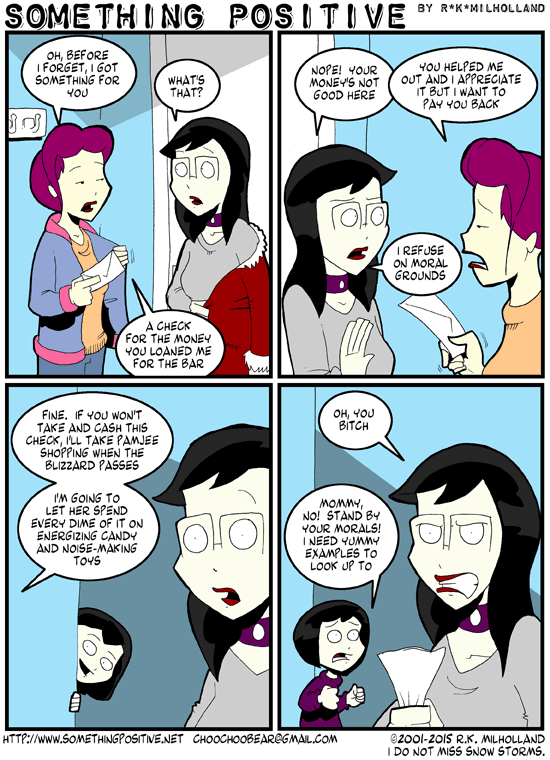 SOMETHING POSITIVE BY R*K*MILHOLLAND
OH, BEFORE
I FORGET, I GOT
SOMETHING FOR
YOU
WHAT'S
THAT?
A CHECK
FOR THE MONEY
YOU LOANED ME
FOR THE BAR
NOPE! YOUR
MONEY'S NOT
GOOD HERE
YOU HELPED ME
OUT AND I APPRECIATE
IT BUT I WANT TO
PAY YOU BACK
I REFUSE
ON MORAL
GROUNDS
FINE. IF YOU WON'T
TAKE AND CASH THIS
CHECK, I'LL TAKE PAMJEE
SHOPPING WHEN THE
BLIZZARD PASSES
I'M GOING TO
LET HER SPEND
EVERY DIME OF IT ON
ENERGIZING CANDY
AND NOISE-MAKING
TOYS
OH, YOU
BITCH
MOMMY,
NO! STAND BY
YOUR MORALS!
I NEED YUMMY
EXAMPLES TO
LOOK UP TO
HTTP://WWW.SOMETHINGPOSITIVE.NET CHOOCHOOBEAR@GMAIL.COM
©2001-2015 R.K. MILHOLLAND
I DO NOT MISS SNOW STORMS.